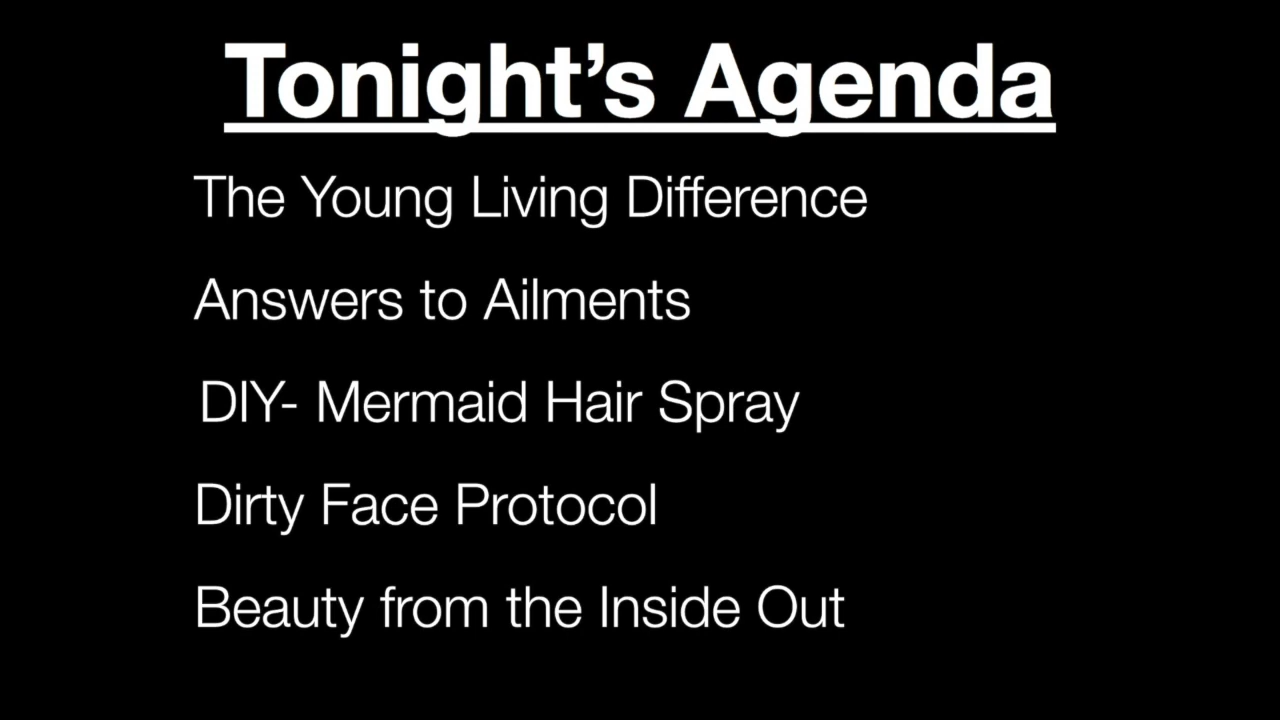 Tonight’s Agenda
The Young Living Difference
Answers to Ailments
DIY- Mermaid Hair Spray
Dirty Face Protocol
Beauty from the Inside Out